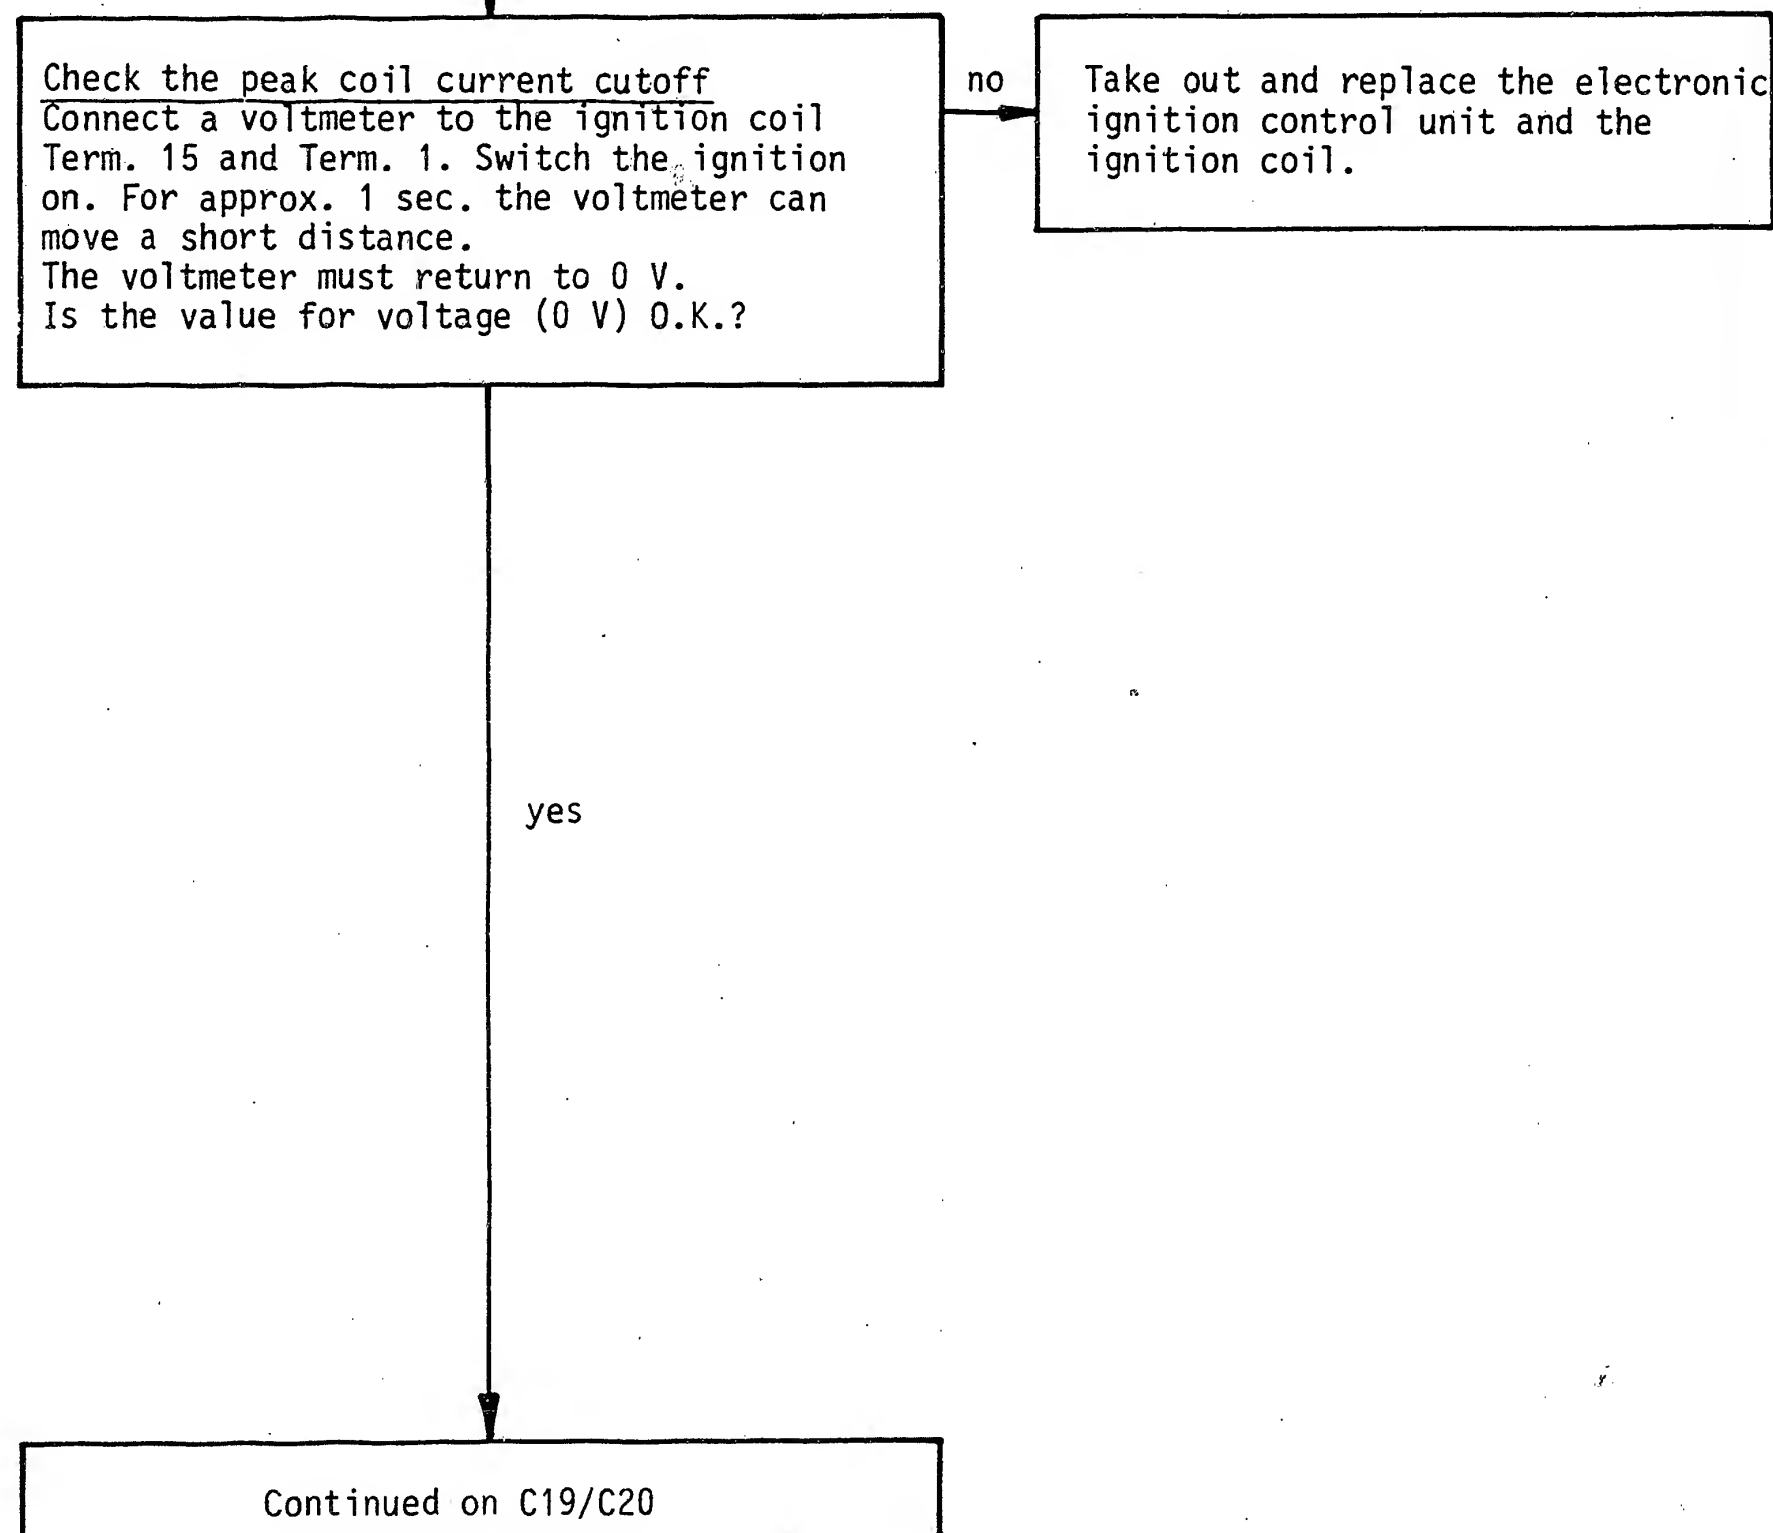 Check the peak coil current cutoff
Connect a voltmeter to the ignition coil
Term. 15 and Term. 1. Switch the ignition
on. For approx. 1 sec. the voltmeter can
move a short distance.
The voltmeter must return to 0 V.
Is the value for voltage (0 V) O.K.?
no
Take out and replace the electronic
ignition control unit and the
ignition coil.
yes
Continued on C19/C20